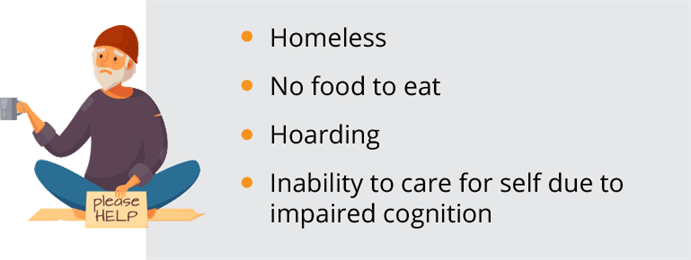 Homeless
No food to eat
Hoarding
Inability to care for self due to
impaired cognition
please
HELP